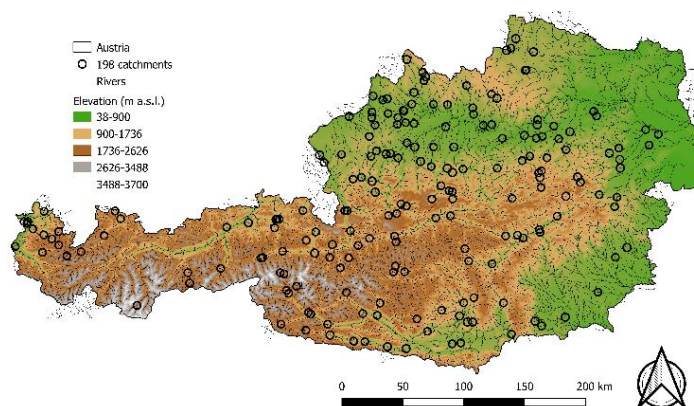 Austria
198 catchments
Rivers
Elevation (m a.s.l.)
38-900
900-1736
1736-2626
2626-3488
3488-3700
0 50 100 150 200 km